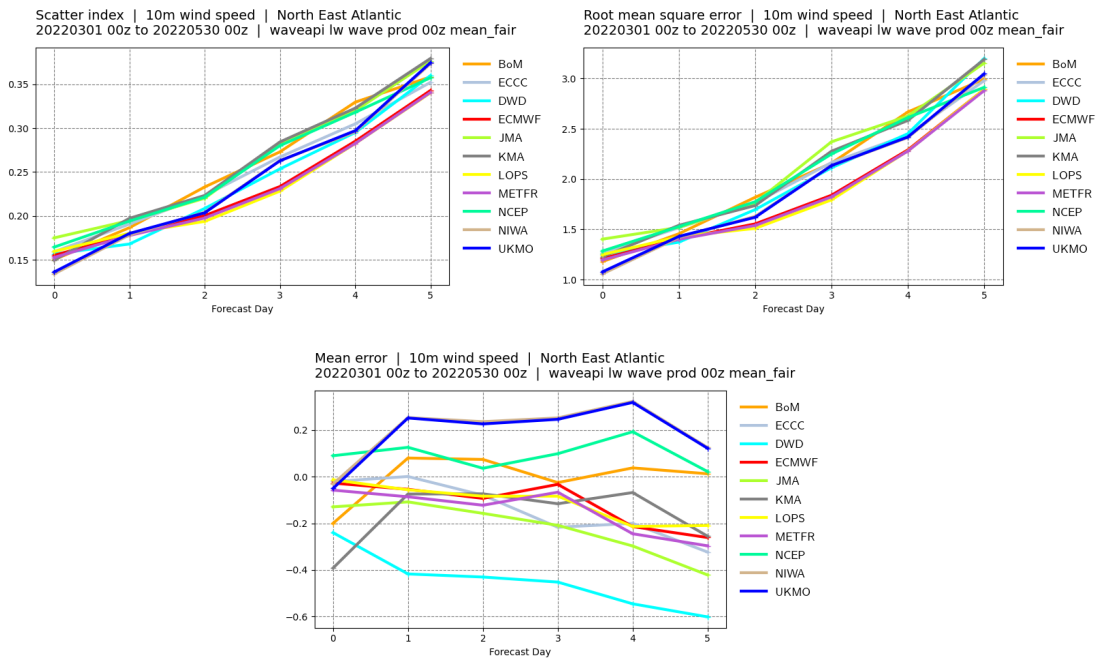 Scatter index | 10m wind speed | North East Atlantic
20220301 00z to 20220530 00z | waveapi lw wave prod 00z mean_fair
0.35
0.30
0.25
0.20
0.15
0 1 2 3 4 5
Forecast Day
BoM
ECCC
DWD
ECMWF
JMA
KMA
LOPS
METFR
NCEP
NIWA
UKMO
Root mean square error | 10m wind speed | North East Atlantic
20220301 00z to 20220530 00z | waveapi lw wave prod 00z mean_fair
3.0
2.5
2.0
1.5
1.0
0 1 2 3 4 5
Forecast Day
BoM
ECCC
DWD
ECMWF
JMA
KMA
LOPS
METFR
NCEP
NIWA
UKMO
Mean error | 10m wind speed | North East Atlantic
20220301 00z to 20220530 00z | waveapi lw wave prod 00z mean_fair
0.2
0.0
−0.2
−0.4
−0.6
0 1 2 3 4 5
Forecast Day
BoM
ECCC
DWD
ECMWF
JMA
KMA
LOPS
METFR
NCEP
NIWA
UKMO